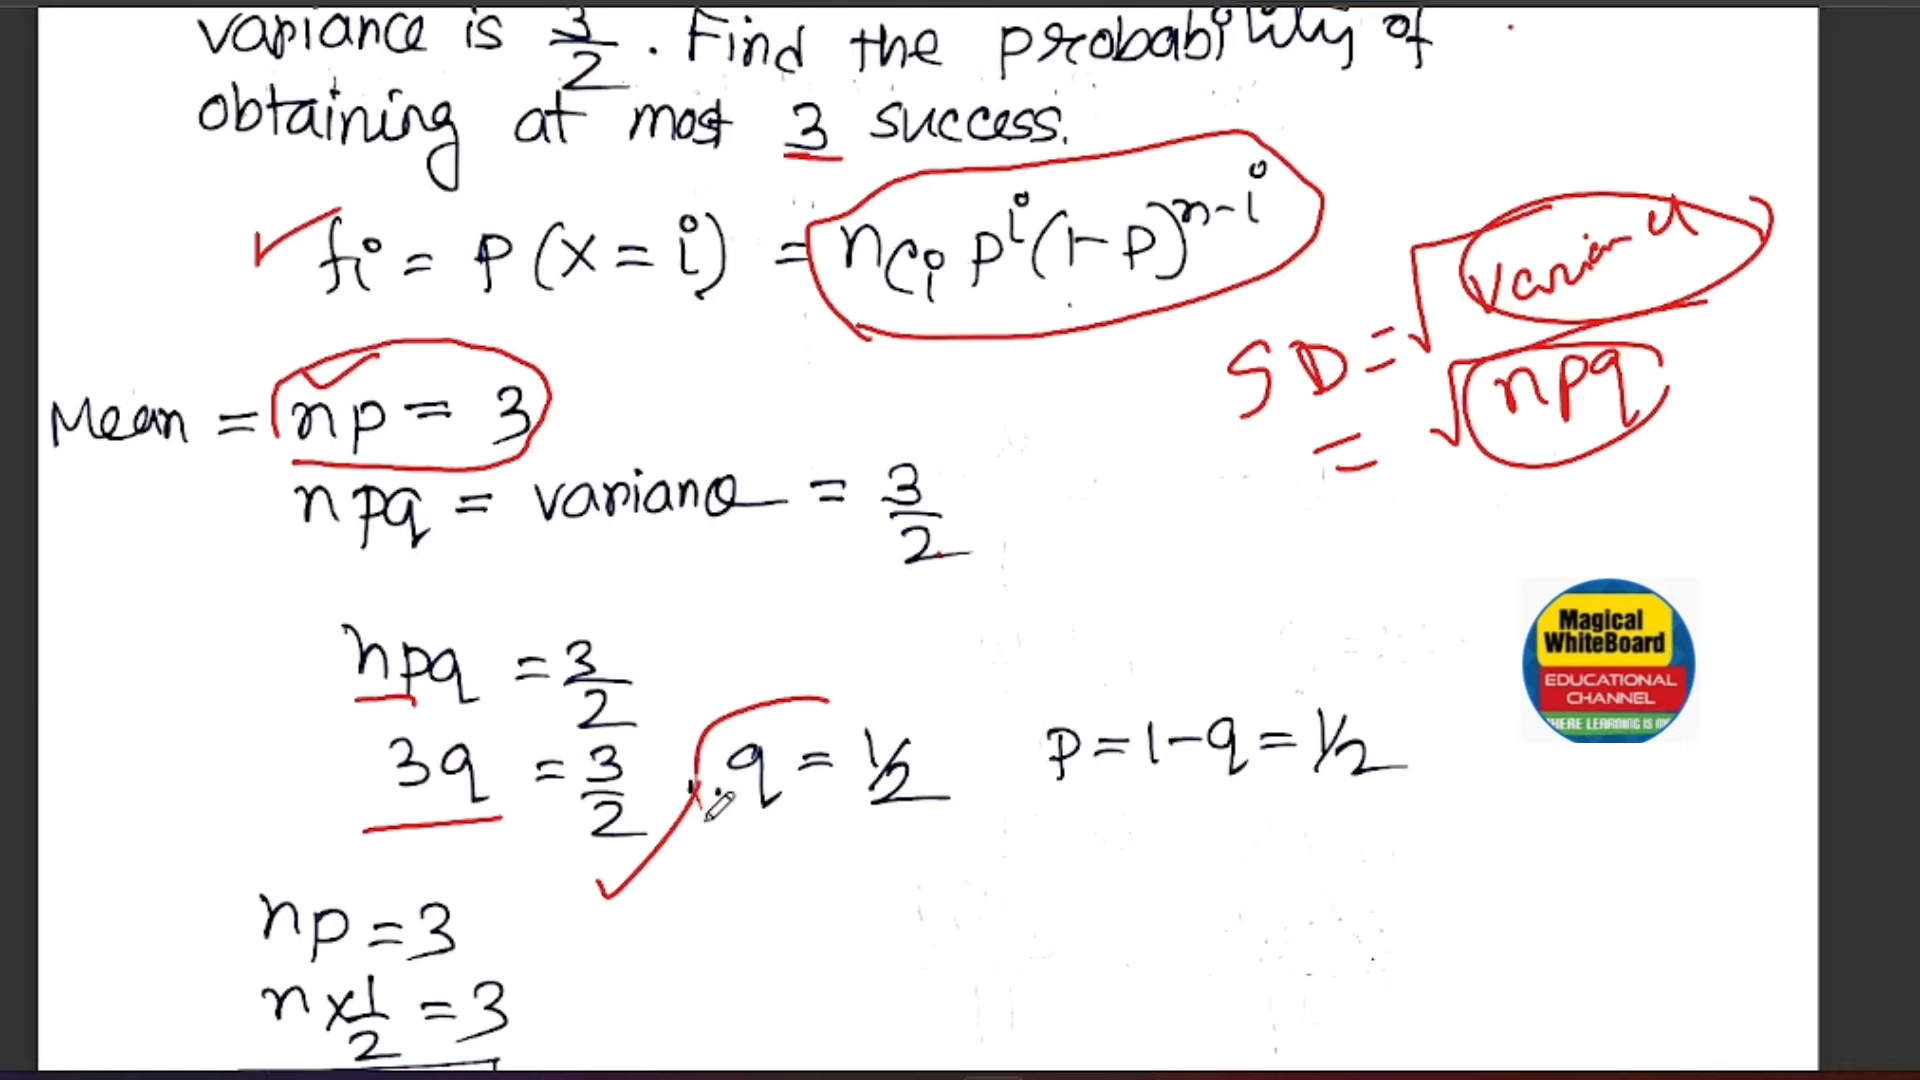 variance is 3/2. Find the probability of
obtaining at most 3 success.
fi = P(X = i) = nCi p^i (1-P)^n-i
SD = √variance
= √npq
Mean = np = 3
npq = variance = 3/2
npq = 3/2
3q = 3/2 q = 1/2 P = 1-q = 1/2
np = 3
n x 1/2 = 3
Magical
WhiteBoard
EDUCATIONAL
CHANNEL